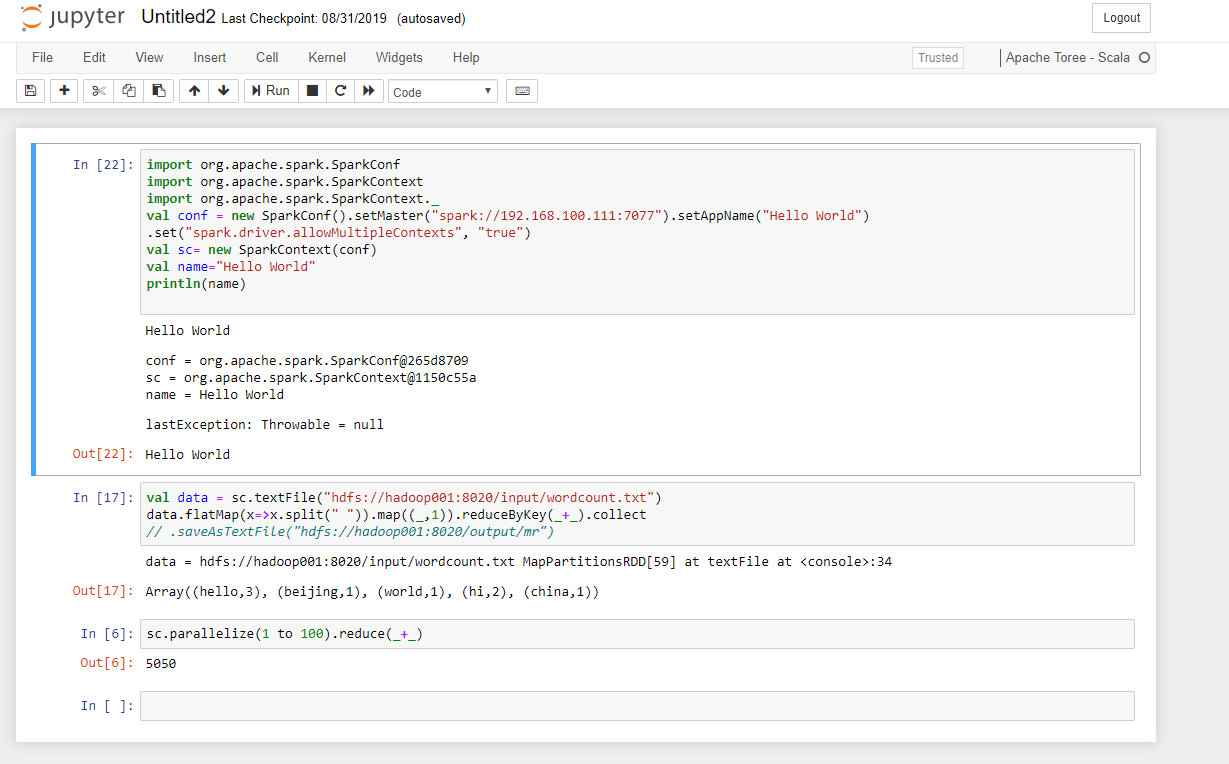 jupyter Untitled2 Last Checkpoint: 08/31/2019 (autosaved) Logout
File Edit View Insert Cell Kernel Widgets Help Trusted Apache Toree - Scala
Run Code
In [22]: import org.apache.spark.SparkConf
import org.apache.spark.SparkContext
import org.apache.spark.SparkContext._
val conf = new SparkConf().setMaster("spark://192.168.100.111:7077").setAppName("Hello World")
.set("spark.driver.allowMultipleContexts", "true")
val sc= new SparkContext(conf)
val name="Hello World"
println(name)
Hello World
conf = org.apache.spark.SparkConf@265d8709
sc = org.apache.spark.SparkContext@1150c55a
name = Hello World
lastException: Throwable = null
Out[22]: Hello World
In [17]: val data = sc.textFile("hdfs://hadoop001:8020/input/wordcount.txt")
data.flatMap(x=>x.split(" ")).map((_,1)).reduceByKey(_+_).collect
// .saveAsTextFile("hdfs://hadoop001:8020/output/mr")
data = hdfs://hadoop001:8020/input/wordcount.txt MapPartitionsRDD[59] at textFile at <console>:34
Out[17]: Array((hello,3), (beijing,1), (world,1), (hi,2), (china,1))
In [6]: sc.parallelize(1 to 100).reduce(_+_)
Out[6]: 5050
In [ ]: